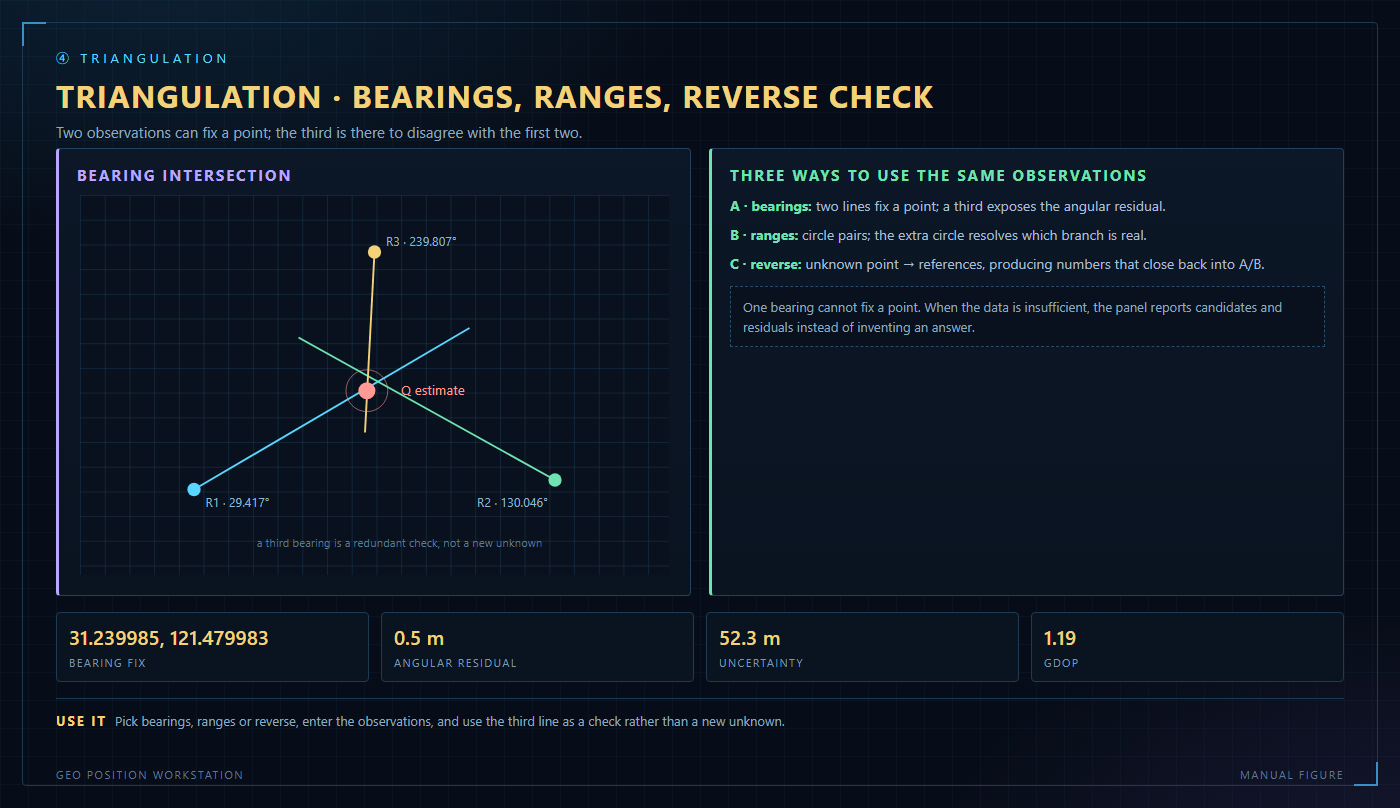 ④ TRIANGULATION
TRIANGULATION · BEARINGS, RANGES, REVERSE CHECK
Two observations can fix a point; the third is there to disagree with the first two.
BEARING INTERSECTION
R3 · 239.807°
Q estimate
R1 · 29.417°
R2 · 130.046°
a third bearing is a redundant check, not a new unknown
THREE WAYS TO USE THE SAME OBSERVATIONS
A · bearings: two lines fix a point; a third exposes the angular residual.
B · ranges: circle pairs; the extra circle resolves which branch is real.
C · reverse: unknown point → references, producing numbers that close back into A/B.
One bearing cannot fix a point. When the data is insufficient, the panel reports candidates and
residuals instead of inventing an answer.
31.239985, 121.479983
BEARING FIX
0.5 m
ANGULAR RESIDUAL
52.3 m
UNCERTAINTY
1.19
GDOP
USE IT Pick bearings, ranges or reverse, enter the observations, and use the third line as a check rather than a new unknown.
GEO POSITION WORKSTATION
MANUAL FIGURE